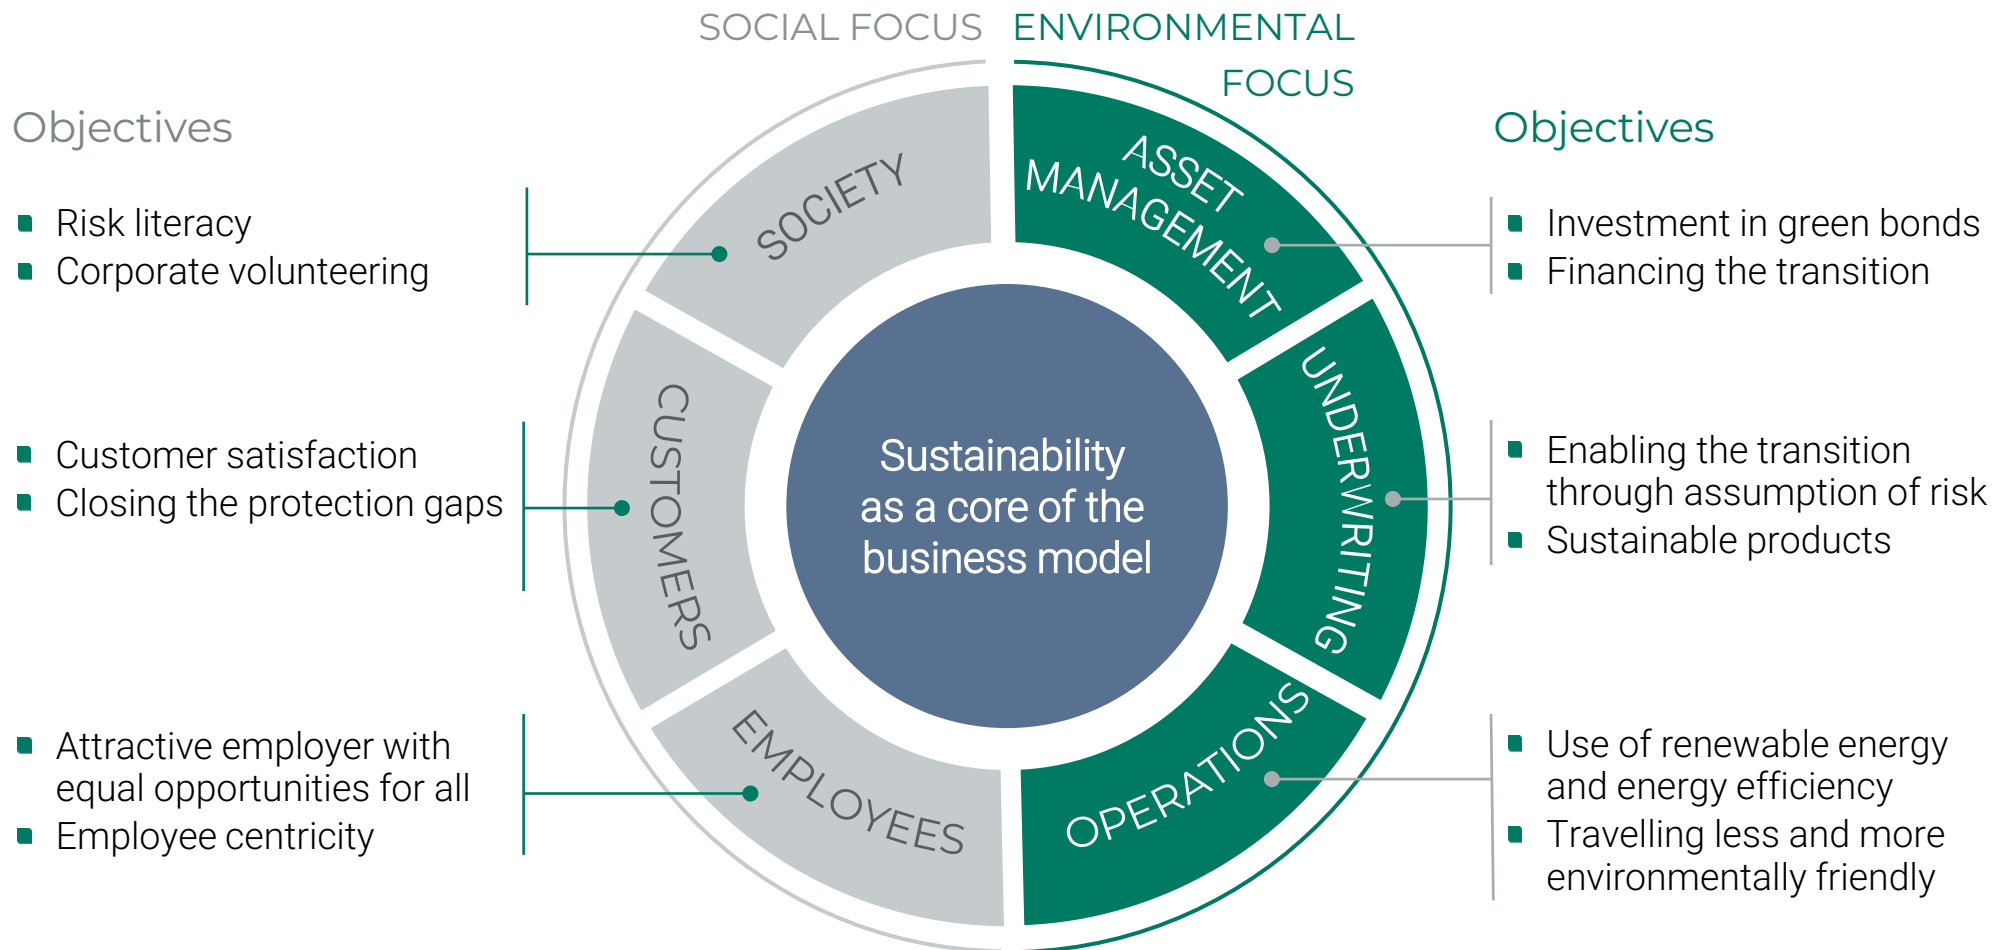 SOCIAL FOCUS
ENVIRONMENTAL
FOCUS
Objectives
Risk literacy
Corporate volunteering
Customer satisfaction
Closing the protection gaps
Attractive employer with
equal opportunities for all
Employee centricity
SOCIETY
CUSTOMERS
EMPLOYEES
Sustainability
as a core of the
business model
ASSET
MANAGEMENT
UNDERWRITING
OPERATIONS
Objectives
Investment in green bonds
Financing the transition
Enabling the transition
through assumption of risk
Sustainable products
Use of renewable energy
and energy efficiency
Travelling less and more
environmentally friendly